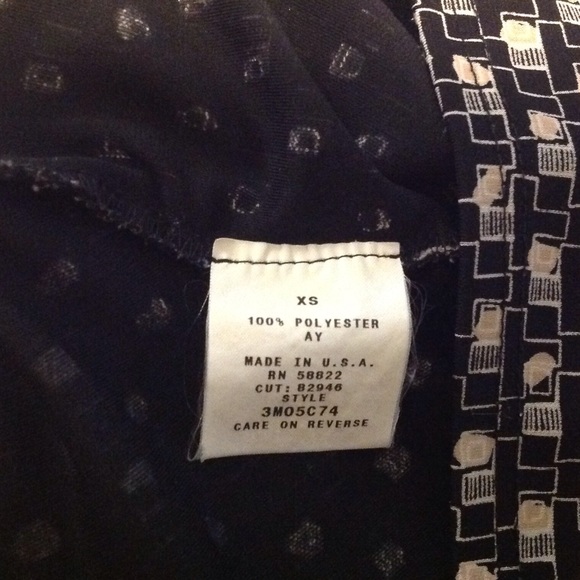 XS
100% POLYESTER
AY
MADE IN U.S.A.
RN 58822
CUT: 82946
STYLE
3M05C74
CARE ON REVERSE